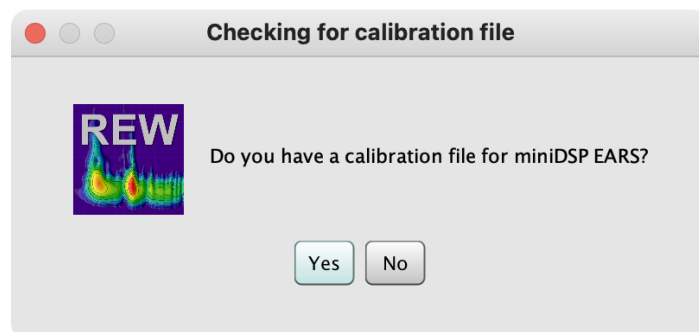 Checking for calibration file
REW
Do you have a calibration file for miniDSP EARS?
Yes No